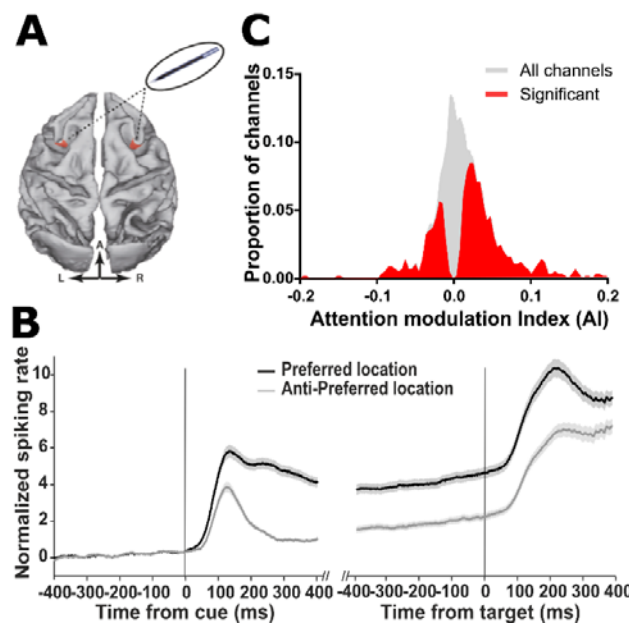 A
C
All channels
Significant
Proportion of channels
0.15
0.10
0.05
0.00
-0.2 -0.1 0.0 0.1 0.2
Attention modulation Index (AI)
A
L R
B
Preferred location
Anti-Preferred location
Normalized spiking rate
10
8
6
4
2
0
-400 -300 -200 -100 0 100 200 300 400 -400 -300 -200 -100 0 100 200 300 400
Time from cue (ms) Time from target (ms)